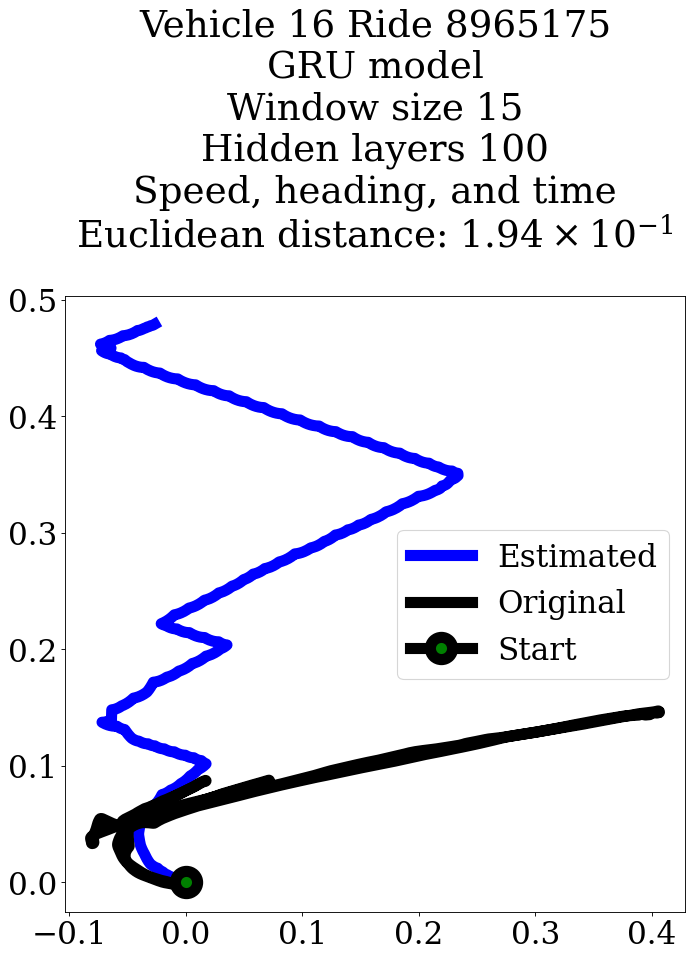 Vehicle 16 Ride 8965175
GRU model
Window size 15
Hidden layers 100
Speed, heading, and time
Euclidean distance: 1.94 × 10⁻¹
0.5
0.4
0.3
0.2
0.1
0.0
Estimated
Original
Start
−0.1 0.0 0.1 0.2 0.3 0.4